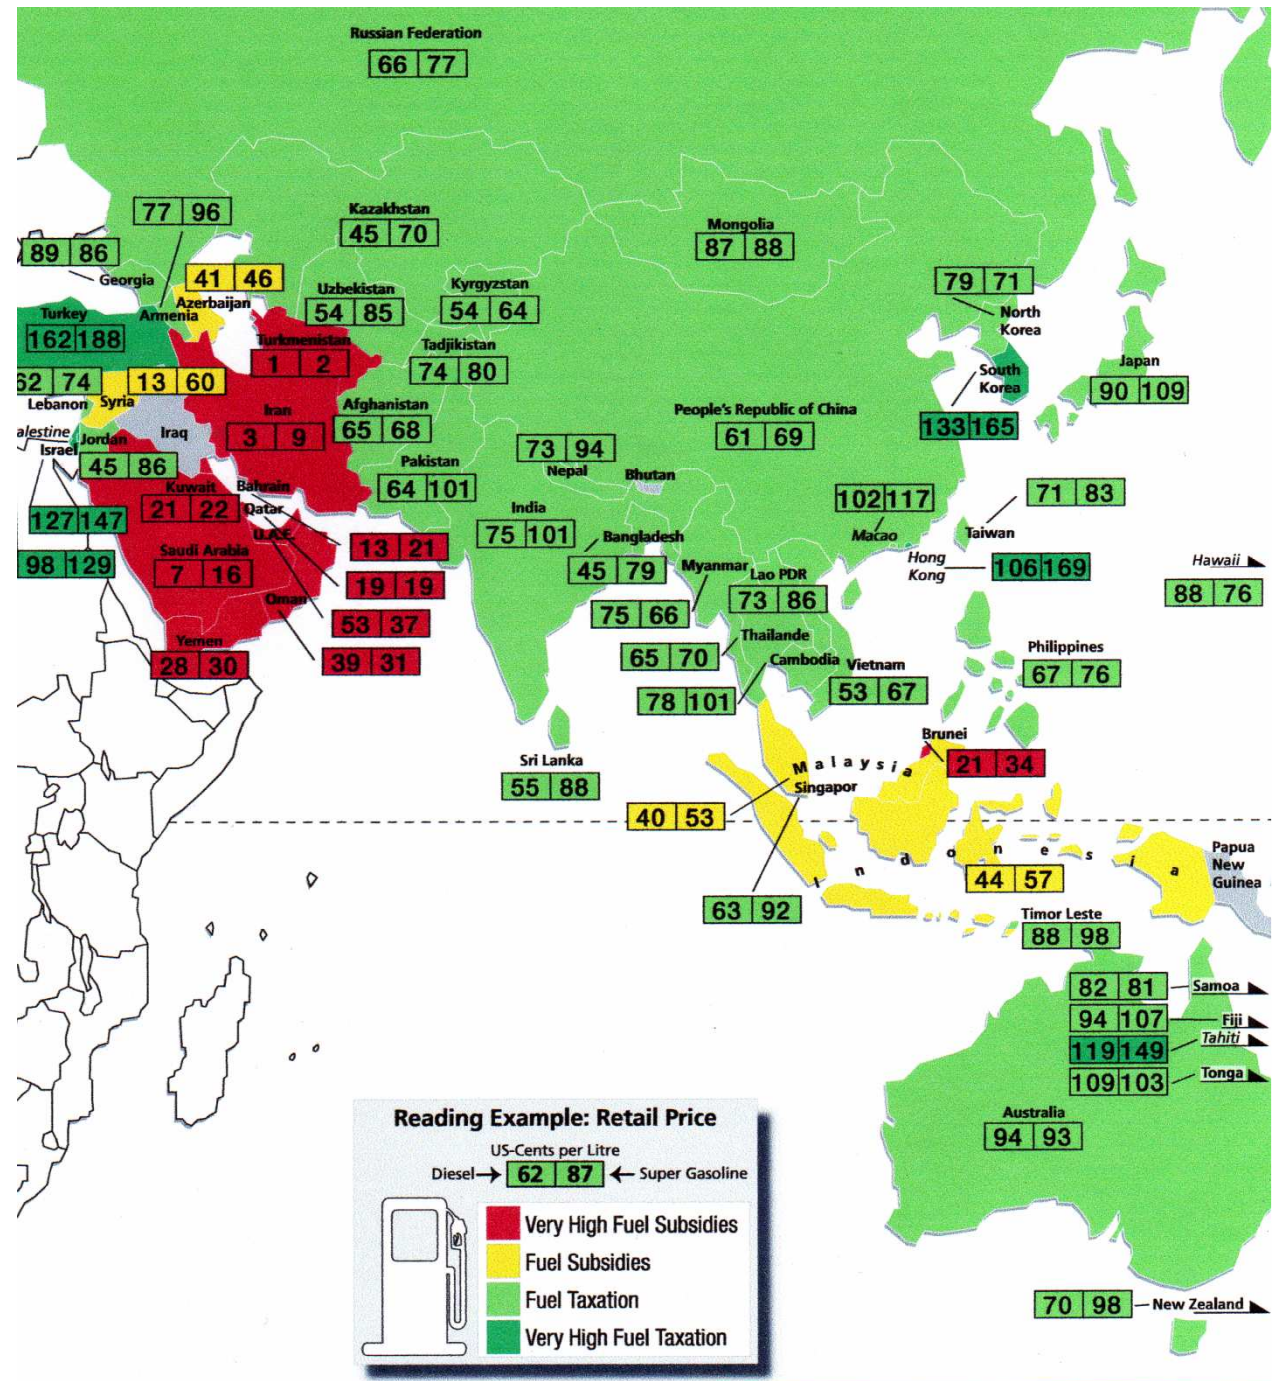 Russian Federation
66 77
77 96
Kazakhstan
45 70
Mongolia
87 88
89 86
Georgia
41 46
Azerbaijan
Armenia
Uzbekistan
54 85
Kyrgyzstan
54 64
79 71
North
Korea
Turkey
162 188
Turkmenistan
1 2
Tadjikistan
74 80
South
Korea
133 165
Japan
90 109
62 74
Lebanon
13 60
Syria
Iraq
Iran
3 9
Afghanistan
65 68
People's Republic of China
61 69
alestine
Israel
Jordan
45 86
Pakistan
64 101
73 94
Nepal
Bhutan
Kuwait
21 22
Bahrain
Qatar
U.A.E.
India
75 101
102 117
Macao
71 83
Taiwan
127 147
98 129
Saudi Arabia
7 16
13 21
19 19
53 37
39 31
Oman
Yemen
28 30
Bangladesh
45 79
Myanmar
75 66
Lao PDR
73 86
Hong
Kong
106 169
Hawaii
88 76
Thailande
65 70
Cambodia
78 101
Vietnam
53 67
Philippines
67 76
Sri Lanka
55 88
Brunei
21 34
Malaysia
Singapor
40 53
63 92
Indonesia
44 57
Papua
New
Guinea
Timor Leste
88 98
82 81 Samoa
94 107 Fiji
119 149 Tahiti
109 103 Tonga
Australia
94 93
70 98 New Zealand
Reading Example: Retail Price
US-Cents per Litre
Diesel 62 87 Super Gasoline
Very High Fuel Subsidies
Fuel Subsidies
Fuel Taxation
Very High Fuel Taxation